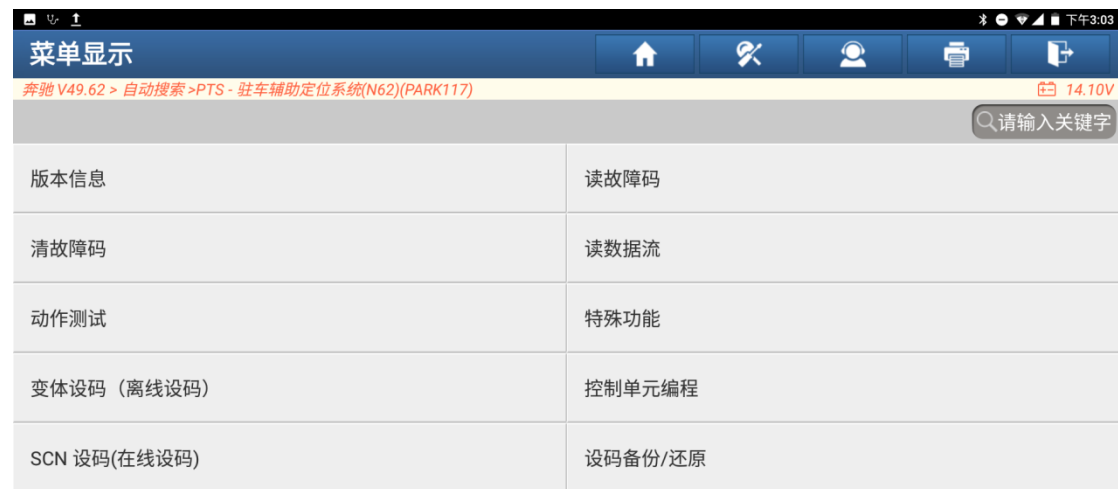 下午3:03
菜单显示
奔驰 V49.62 > 自动搜索 >PTS - 驻车辅助定位系统(N62)(PARK117)
14.10V
请输入关键字
版本信息
读故障码
清故障码
读数据流
动作测试
特殊功能
变体设码（离线设码）
控制单元编程
SCN 设码(在线设码)
设码备份/还原